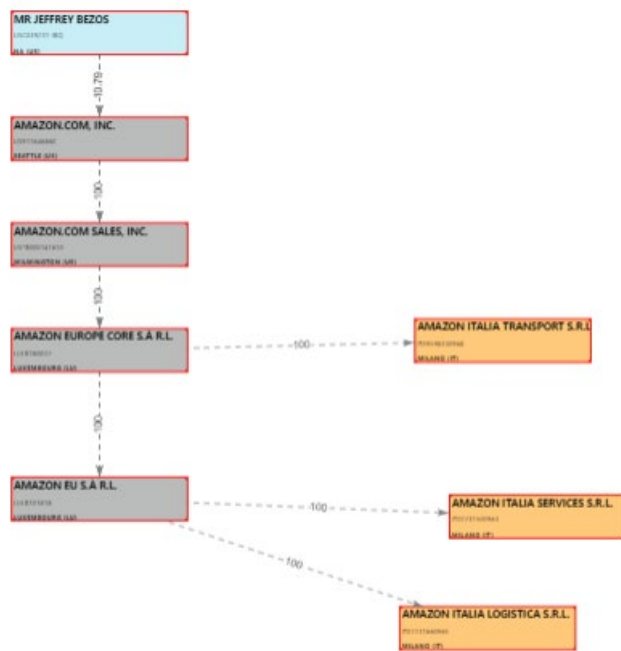 MR JEFFREY BEZOS
10.79
AMAZON.COM, INC.
SEATTLE (US)
100
AMAZON.COM SALES, INC.
WILMINGTON (US)
100
AMAZON EUROPE CORE S.À R.L.
LUXEMBOURG (LU)
100
AMAZON ITALIA TRANSPORT S.R.L
MILANO (IT)
100
AMAZON EU S.À R.L.
LUXEMBOURG (LU)
100
AMAZON ITALIA SERVICES S.R.L.
MILANO (IT)
100
AMAZON ITALIA LOGISTICA S.R.L.
MILANO (IT)